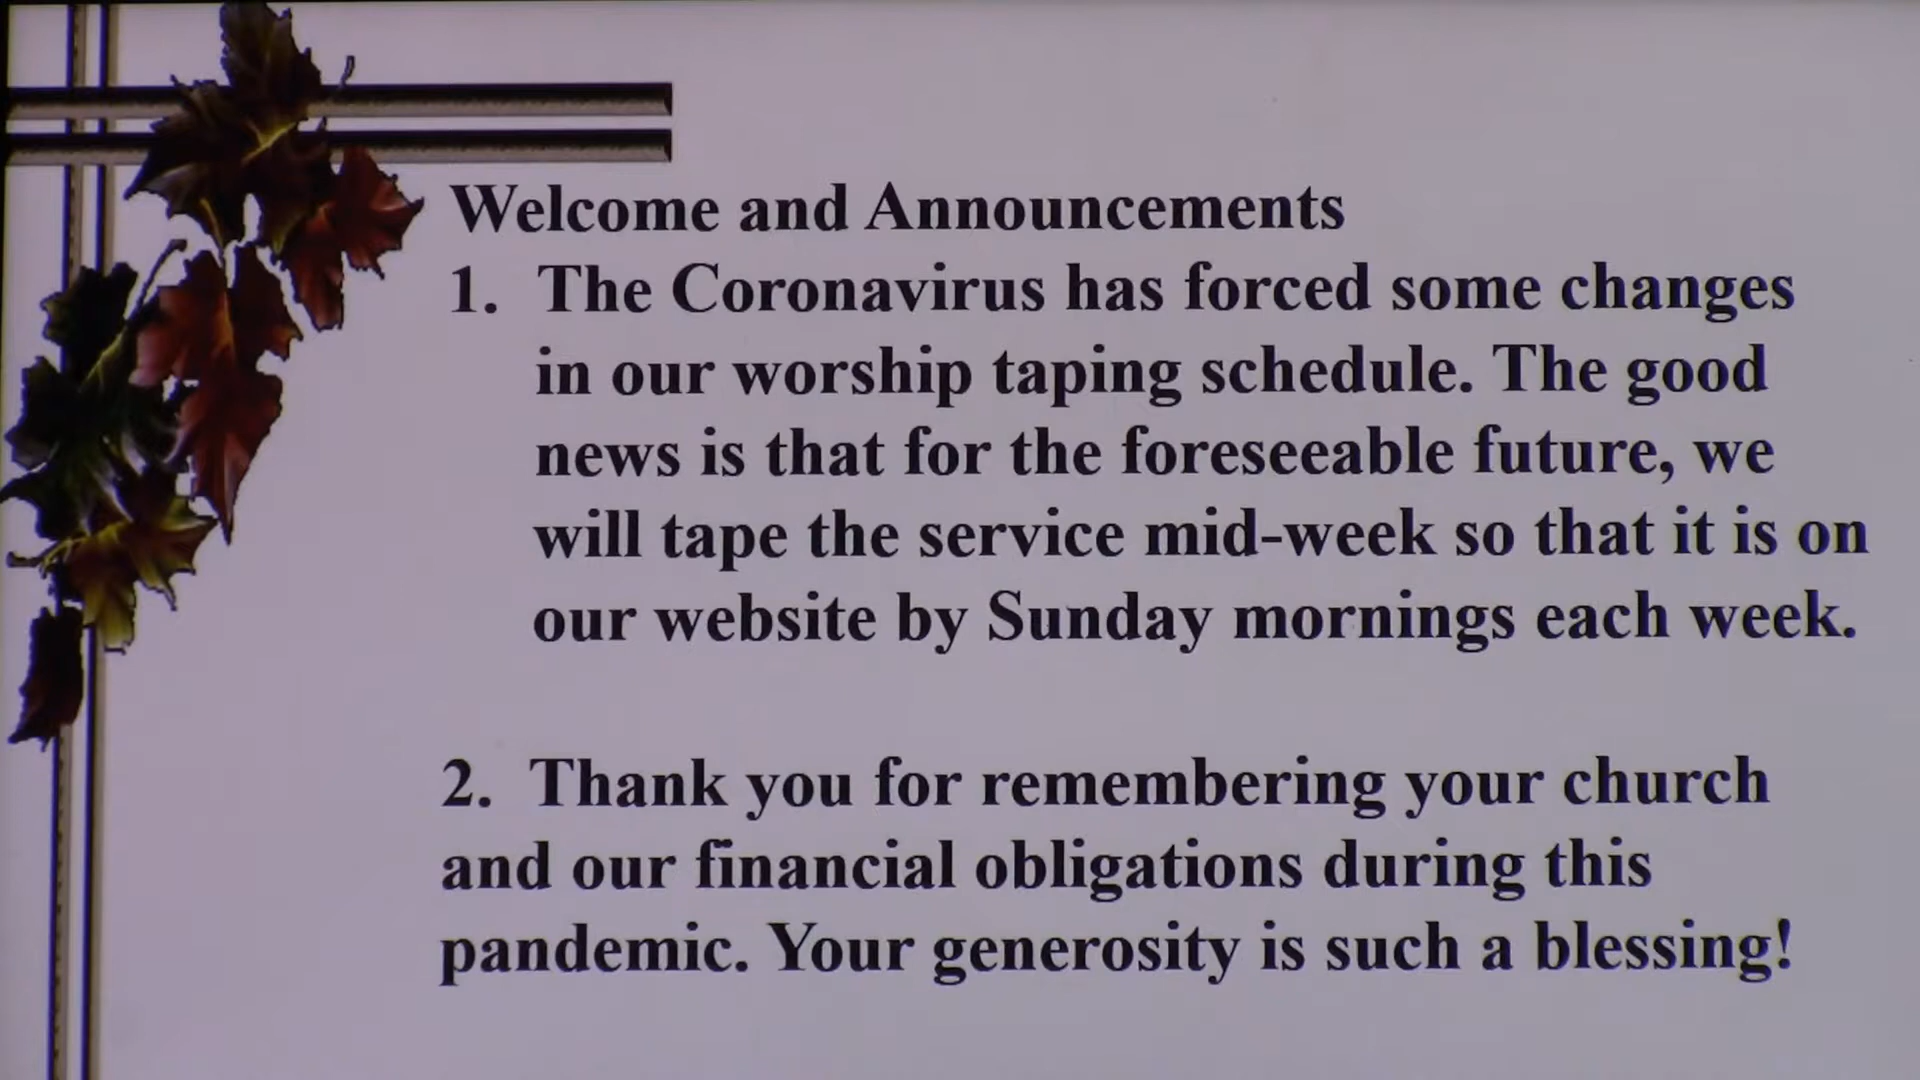 Welcome and Announcements
1. The Coronavirus has forced some changes
in our worship taping schedule. The good
news is that for the foreseeable future, we
will tape the service mid-week so that it is on
our website by Sunday mornings each week.
2. Thank you for remembering your church
and our financial obligations during this
pandemic. Your generosity is such a blessing!